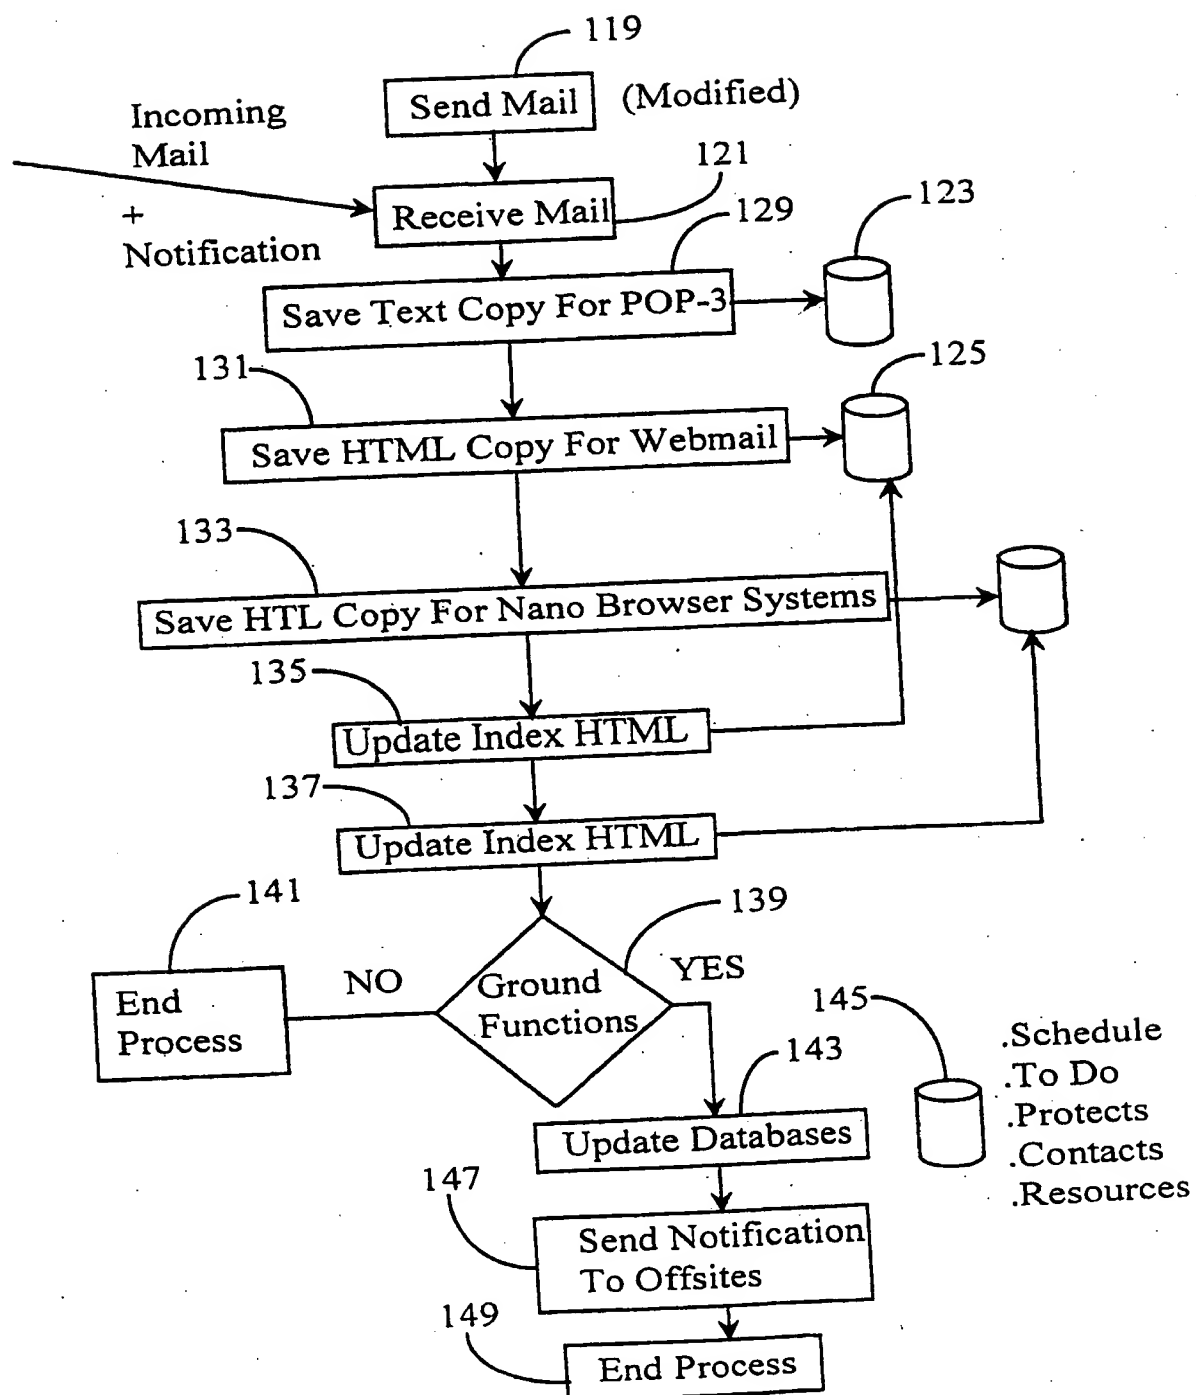 119
Send Mail
(Modified)
Incoming
Mail
+
Notification
121
Receive Mail
129
123
Save Text Copy For POP-3
131
125
Save HTML Copy For Webmail
133
Save HTL Copy For Nano Browser Systems
135
Update Index HTML
137
Update Index HTML
141
139
NO
YES
End
Process
Ground
Functions
145
.Schedule
.To Do
.Protects
.Contacts
.Resources
143
Update Databases
147
Send Notification
To Offsites
149
End Process